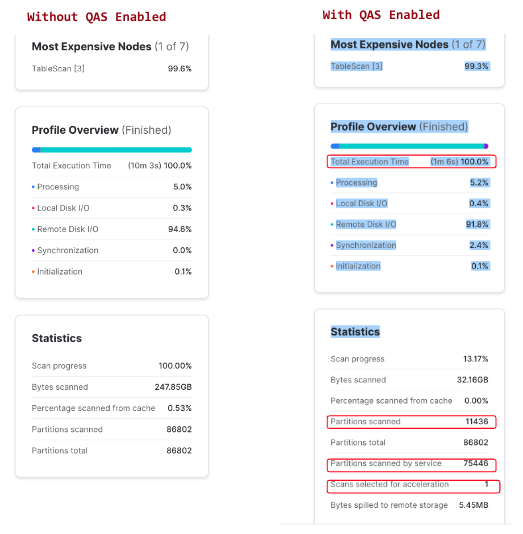 Without QAS Enabled
Most Expensive Nodes (1 of 7)
TableScan [3] 99.6%
Profile Overview (Finished)
Total Execution Time (10m 3s) 100.0%
Processing 5.0%
Local Disk I/O 0.3%
Remote Disk I/O 94.6%
Synchronization 0.0%
Initialization 0.1%
Statistics
Scan progress 100.00%
Bytes scanned 247.85GB
Percentage scanned from cache 0.53%
Partitions scanned 86802
Partitions total 86802
With QAS Enabled
Most Expensive Nodes (1 of 7)
TableScan [3] 99.3%
Profile Overview (Finished)
Total Execution Time (1m 6s) 100.0%
Processing 5.2%
Local Disk I/O 0.4%
Remote Disk I/O 91.8%
Synchronization 2.4%
Initialization 0.1%
Statistics
Scan progress 13.17%
Bytes scanned 32.16GB
Percentage scanned from cache 0.00%
Partitions scanned 11436
Partitions total 86802
Partitions scanned by service 75446
Scans selected for acceleration 1
Bytes spilled to remote storage 5.45MB